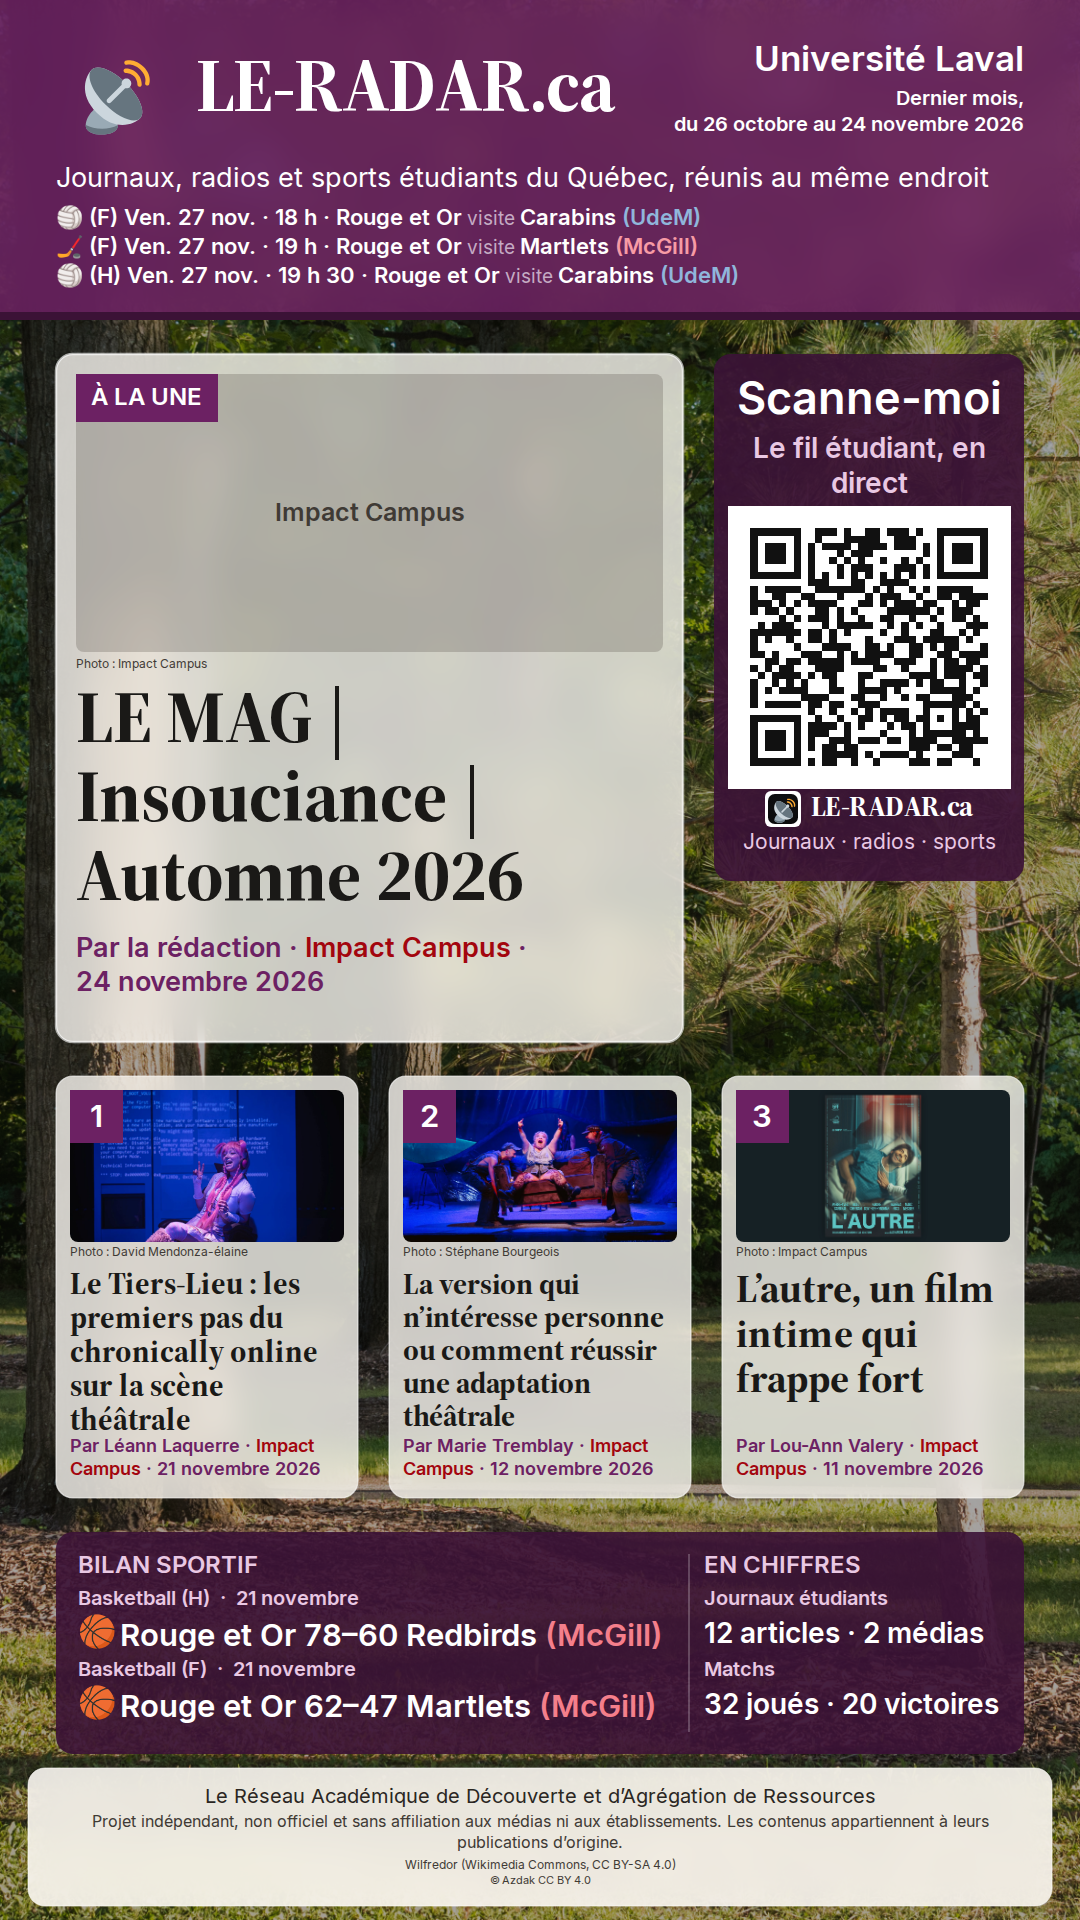 LE-RADAR.ca
Université Laval
Dernier mois,
du 26 octobre au 24 novembre 2026
Journaux, radios et sports étudiants du Québec, réunis au même endroit
(F) Ven. 27 nov. · 18 h · Rouge et Or visite Carabins (UdeM)
(F) Ven. 27 nov. · 19 h · Rouge et Or visite Martlets (McGill)
(H) Ven. 27 nov. · 19 h 30 · Rouge et Or visite Carabins (UdeM)
À LA UNE
Impact Campus
Photo : Impact Campus
LE MAG |
Insouciance |
Automne 2026
Par la rédaction · Impact Campus ·
24 novembre 2026
Scanne-moi
Le fil étudiant, en
direct
LE-RADAR.ca
Journaux · radios · sports
1
Photo : David Mendonza-élaine
Le Tiers-Lieu : les
premiers pas du
chronically online
sur la scène
théâtrale
Par Léann Laquerre · Impact
Campus · 21 novembre 2026
2
Photo : Stéphane Bourgeois
La version qui
n'intéresse personne
ou comment réussir
une adaptation
théâtrale
Par Marie Tremblay · Impact
Campus · 12 novembre 2026
3
L'AUTRE
Photo : Impact Campus
L'autre, un film
intime qui
frappe fort
Par Lou-Ann Valery · Impact
Campus · 11 novembre 2026
BILAN SPORTIF
Basketball (H) · 21 novembre
Rouge et Or 78–60 Redbirds (McGill)
Basketball (F) · 21 novembre
Rouge et Or 62–47 Martlets (McGill)
EN CHIFFRES
Journaux étudiants
12 articles · 2 médias
Matchs
32 joués · 20 victoires
Le Réseau Académique de Découverte et d'Agrégation de Ressources
Projet indépendant, non officiel et sans affiliation aux médias ni aux établissements. Les contenus appartiennent à leurs
publications d'origine.
Wilfredor (Wikimedia Commons, CC BY-SA 4.0)
© Azdak CC BY 4.0